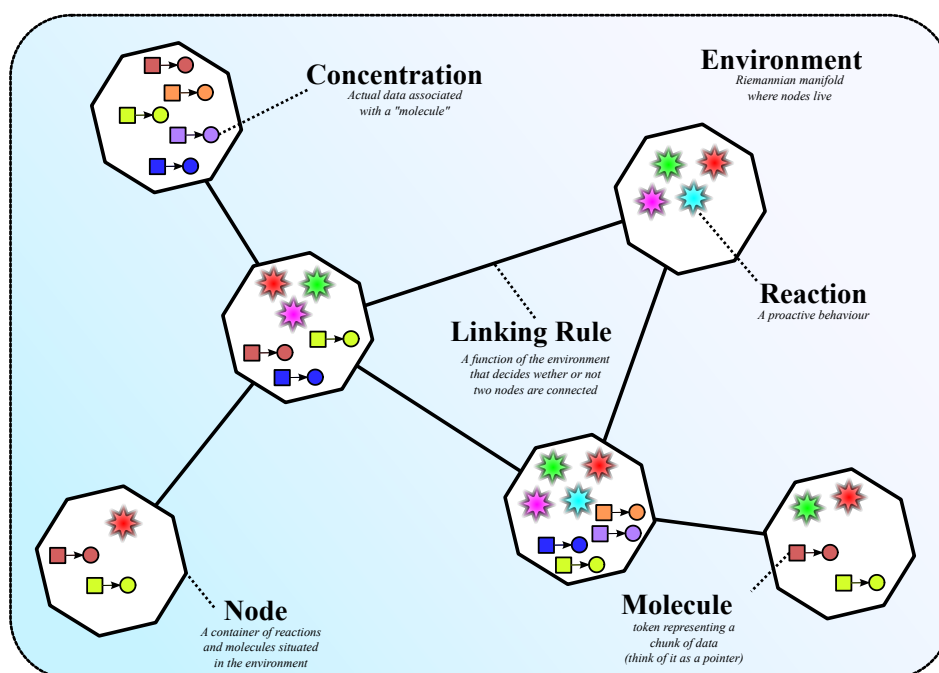 Concentration
Actual data associated
with a "molecule"
Environment
Riemannian manifold
where nodes live
Reaction
A proactive behaviour
Linking Rule
A function of the environment
that decides wether or not
two nodes are connected
Node
A container of reactions
and molecules situated
in the environment
Molecule
token representing a
chunk of data
(think of it as a pointer)